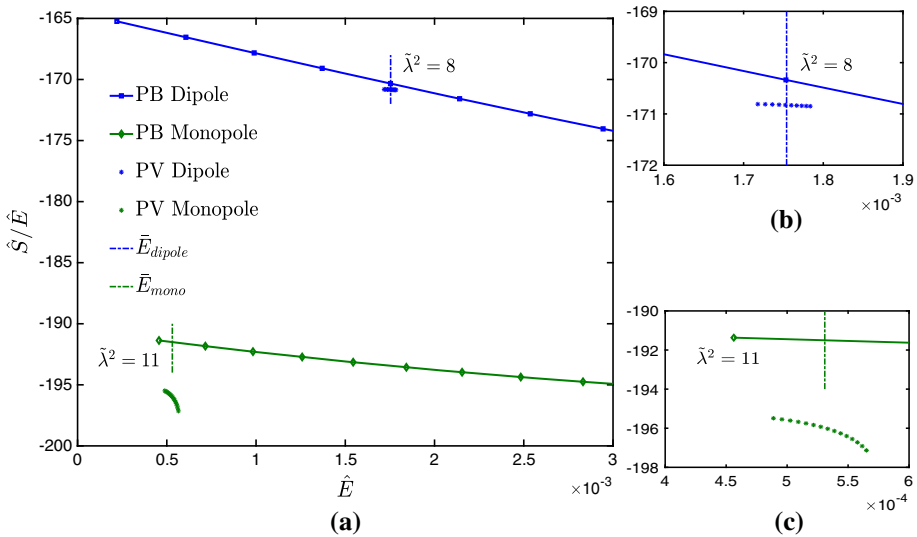 -165
-170
-175
-180
-185
-190
-195
-200
Ŝ/Ê
λ̃² = 8
PB Dipole
PB Monopole
PV Dipole
PV Monopole
Ē_dipole
Ē_mono
λ̃² = 11
0 0.5 1 1.5 2 2.5 3
Ê
×10⁻³
(a)
-169
-170
-171
-172
λ̃² = 8
1.6 1.7 1.8 1.9
×10⁻³
(b)
-190
-192
-194
-196
-198
λ̃² = 11
4 4.5 5 5.5 6
×10⁻⁴
(c)